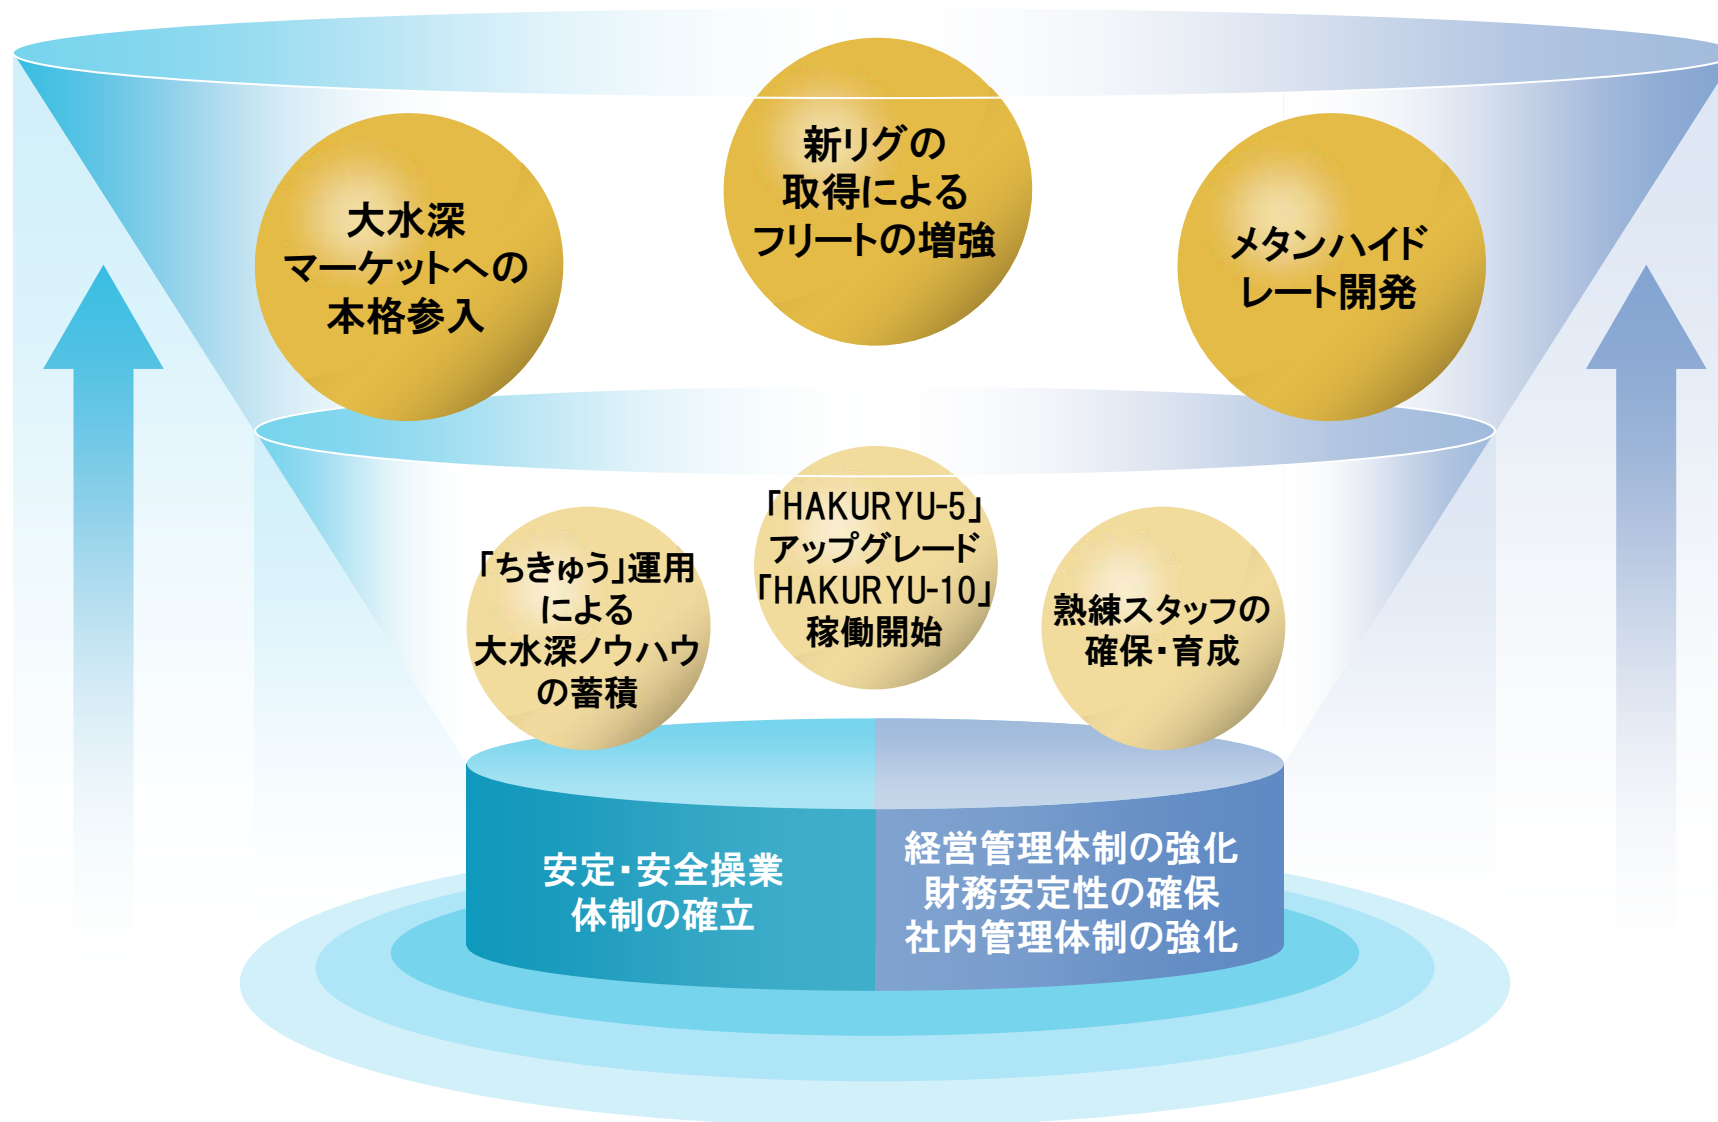 大水深
マーケットへの
本格参入
新リグの
取得による
フリートの増強
メタンハイド
レート開発
「ちきゅう」運用
による
大水深ノウハウ
の蓄積
「HAKURYU-5」
アップグレード
「HAKURYU-10」
稼働開始
熟練スタッフの
確保・育成
安定・安全操業
体制の確立
経営管理体制の強化
財務安定性の確保
社内管理体制の強化